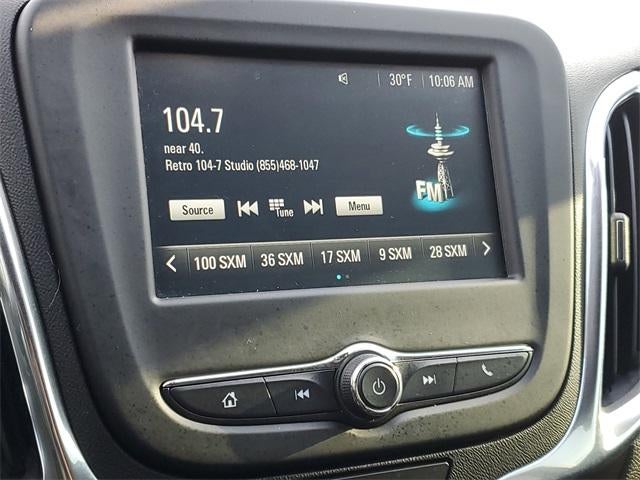 30°F 10:06 AM
104.7
near 40.
Retro 104-7 Studio (855)468-1047
FM
Source Tune Menu
100 SXM 36 SXM 17 SXM 9 SXM 28 SXM